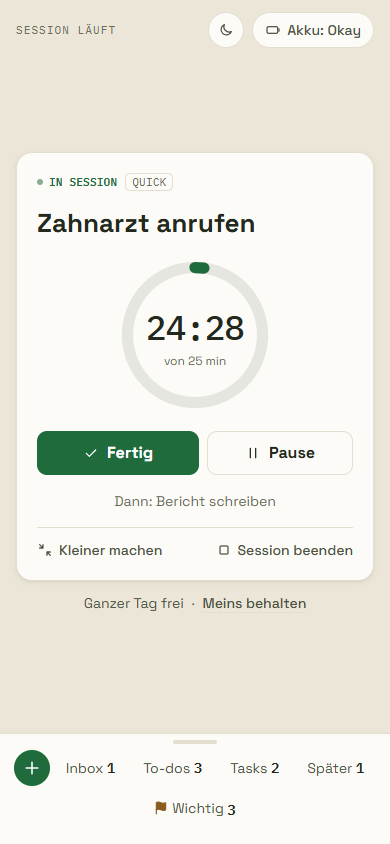 SESSION LÄUFT
Akku: Okay
IN SESSION QUICK
Zahnarzt anrufen
24:28
von 25 min
Fertig
Pause
Dann: Bericht schreiben
Kleiner machen
Session beenden
Ganzer Tag frei · Meins behalten
Inbox 1
To-dos 3
Tasks 2
Später 1
Wichtig 3